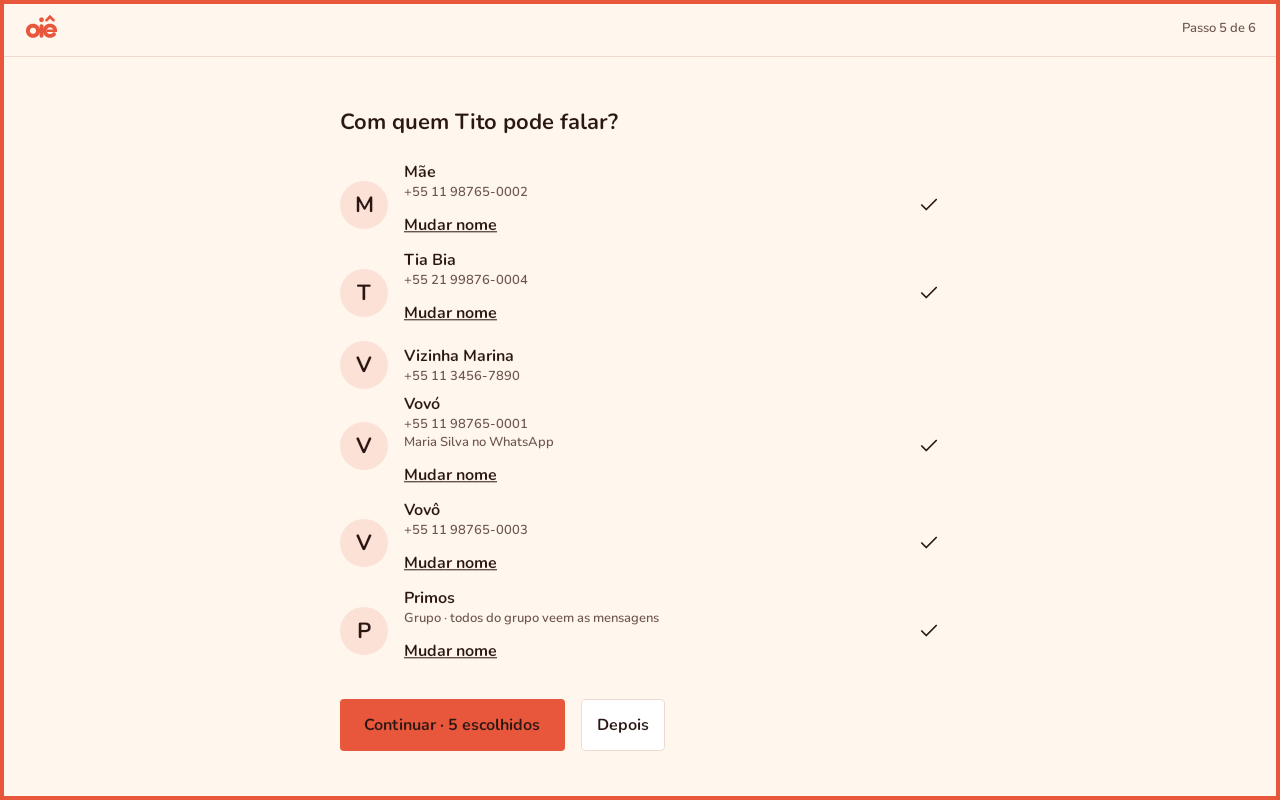 oiê
Passo 5 de 6
Com quem Tito pode falar?
M
Mãe
+55 11 98765-0002
Mudar nome
T
Tia Bia
+55 21 99876-0004
Mudar nome
V
Vizinha Marina
+55 11 3456-7890
V
Vovó
+55 11 98765-0001
Maria Silva no WhatsApp
Mudar nome
V
Vovô
+55 11 98765-0003
Mudar nome
P
Primos
Grupo · todos do grupo veem as mensagens
Mudar nome
Continuar · 5 escolhidos
Depois